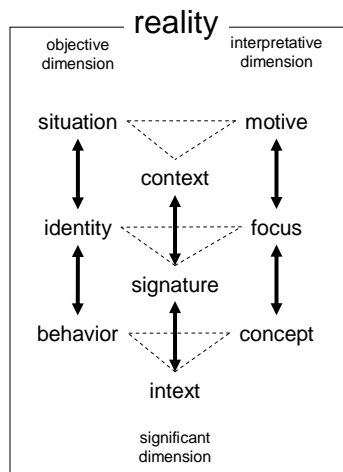 reality
objective
dimension
interpretative
dimension
situation
motive
context
identity
focus
signature
behavior
concept
intext
significant
dimension